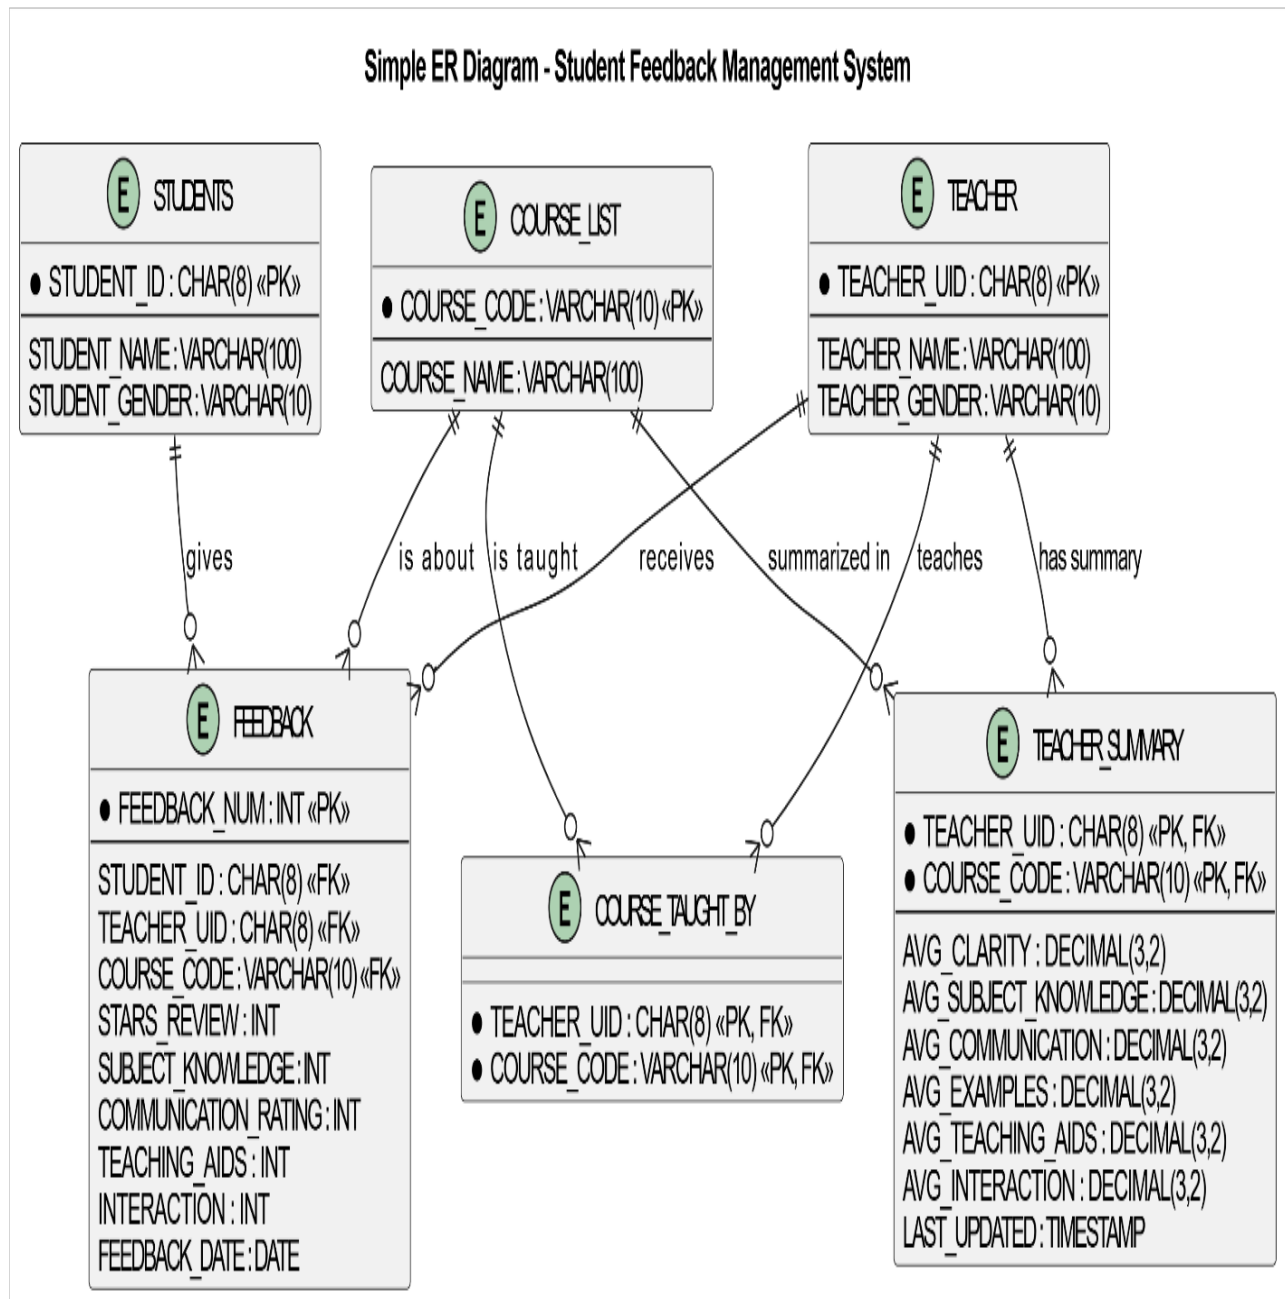 Simple ER Diagram - Student Feedback Management System
E STUDENTS
STUDENT_ID : CHAR(8) «PK»
STUDENT_NAME : VARCHAR(100)
STUDENT_GENDER : VARCHAR(10)
E COURSE_LIST
COURSE_CODE : VARCHAR(10) «PK»
COURSE_NAME : VARCHAR(100)
E TEACHER
TEACHER_UID : CHAR(8) «PK»
TEACHER_NAME : VARCHAR(100)
TEACHER_GENDER : VARCHAR(10)
gives
is about
is taught
receives
summarized in
teaches
has summary
E FEEDBACK
FEEDBACK_NUM : INT «PK»
STUDENT_ID : CHAR(8) «FK»
TEACHER_UID : CHAR(8) «FK»
COURSE_CODE : VARCHAR(10) «FK»
STARS_REVIEW : INT
SUBJECT_KNOWLEDGE : INT
COMMUNICATION_RATING : INT
TEACHING_AIDS : INT
INTERACTION : INT
FEEDBACK_DATE : DATE
E COURSE_TAUGHT_BY
TEACHER_UID : CHAR(8) «PK, FK»
COURSE_CODE : VARCHAR(10) «PK, FK»
E TEACHER_SUMMARY
TEACHER_UID : CHAR(8) «PK, FK»
COURSE_CODE : VARCHAR(10) «PK, FK»
AVG_CLARITY : DECIMAL(3,2)
AVG_SUBJECT_KNOWLEDGE : DECIMAL(3,2)
AVG_COMMUNICATION : DECIMAL(3,2)
AVG_EXAMPLES : DECIMAL(3,2)
AVG_TEACHING_AIDS : DECIMAL(3,2)
AVG_INTERACTION : DECIMAL(3,2)
LAST_UPDATED : TIMESTAMP